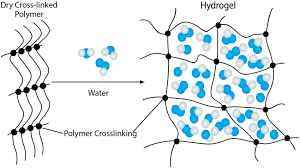 Dry Cross-linked
Polymer
Hydrogel
Water
Polymer Crosslinking